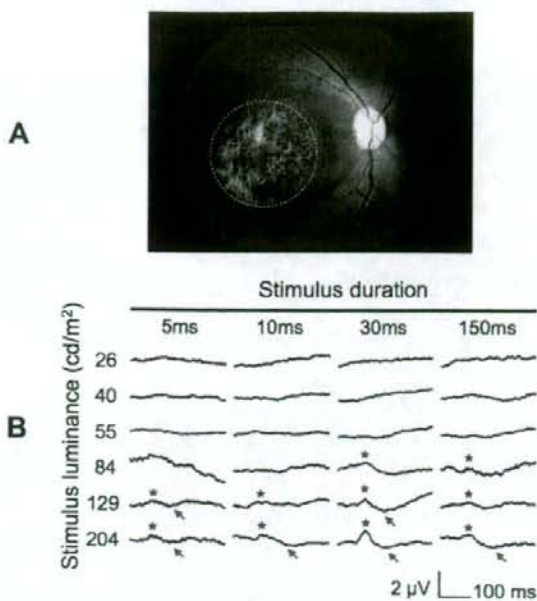 A
Stimulus duration
5ms 10ms 30ms 150ms
Stimulus luminance (cd/m²)
26
40
55
B
84
129
204
2 µV 100 ms